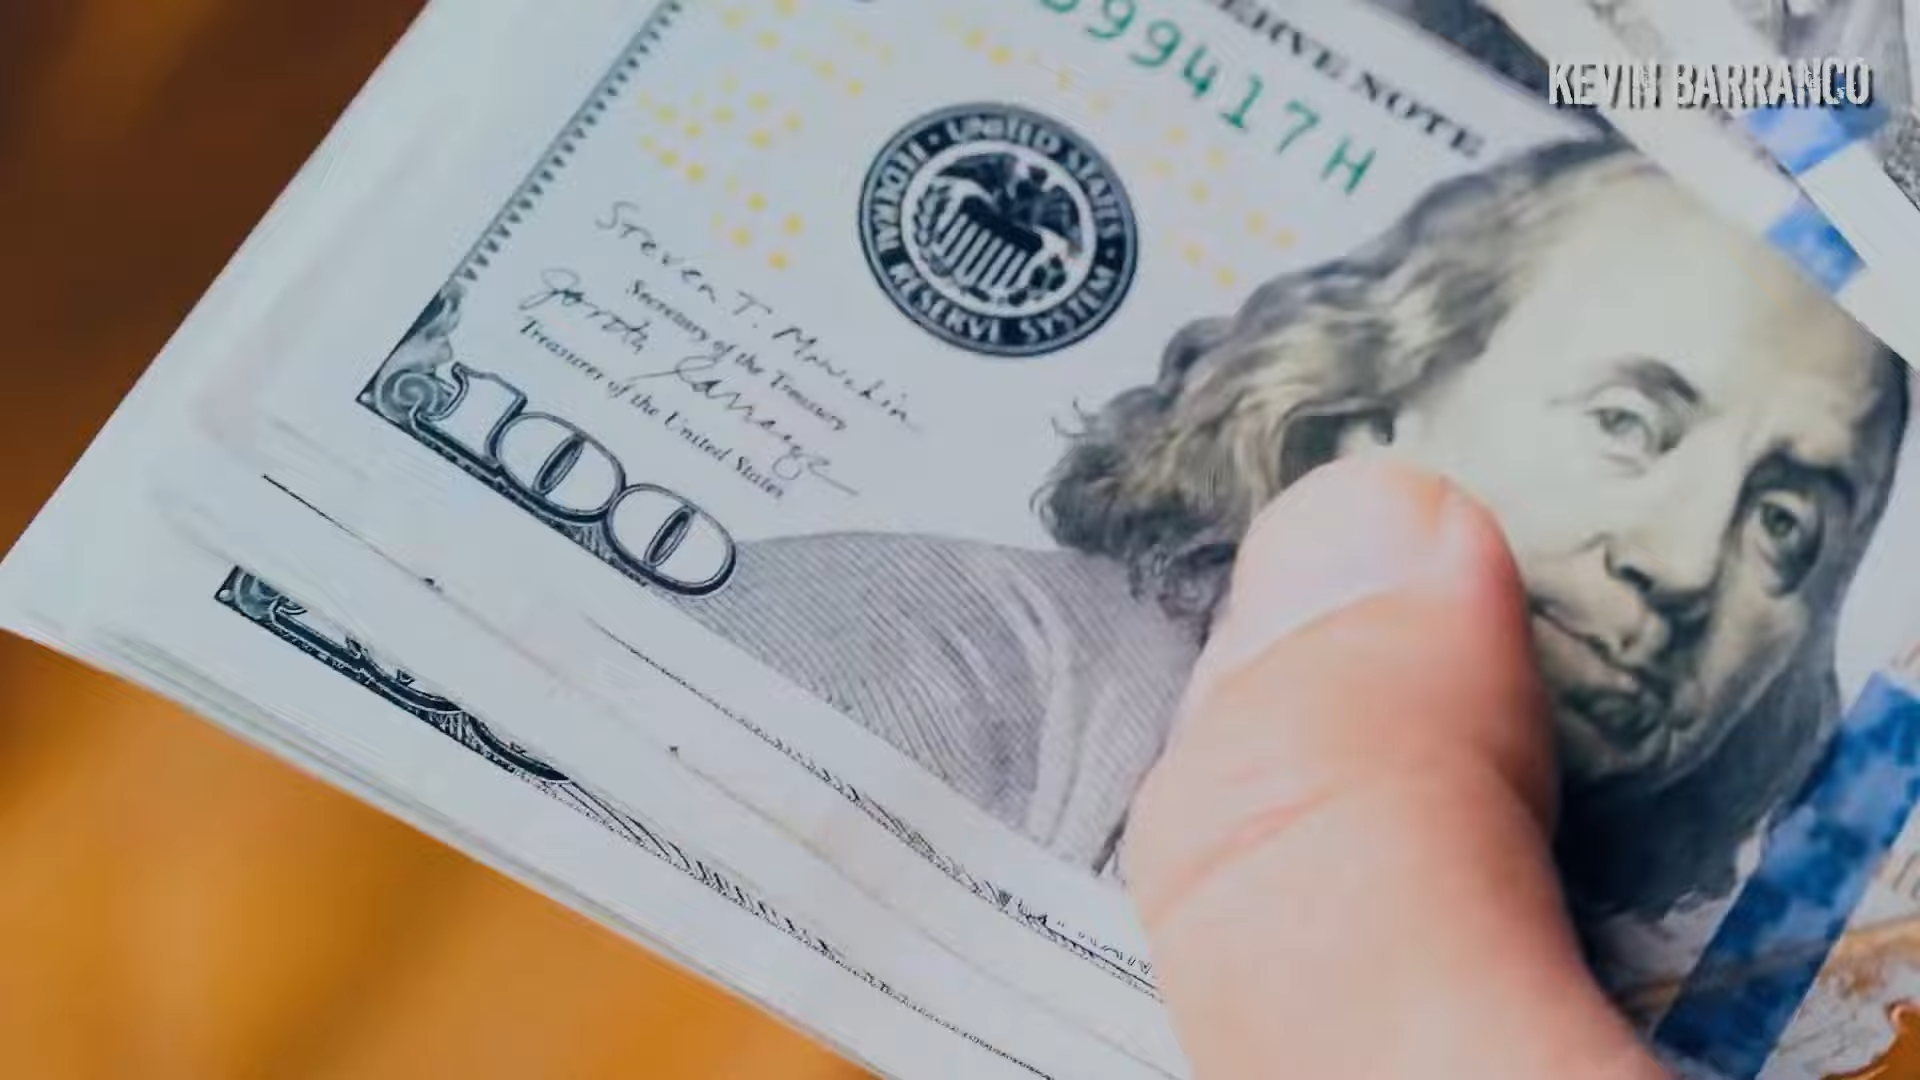 ERVE NOTE
KEVIN BARRANCO
99417H
UNITED STATES
FEDERAL RESERVE SYSTEM
Steven T. Mnuchin
Secretary of the Treasury
Treasurer of the United States
100